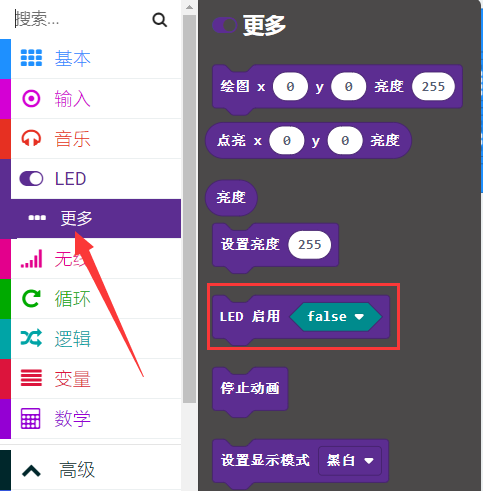 搜索...
基本
输入
音乐
LED
更多
无线
循环
逻辑
变量
数学
高级
更多
绘图 x 0 y 0 亮度 255
点亮 x 0 y 0 亮度
亮度
设置亮度 255
LED 启用 false
停止动画
设置显示模式 黑白